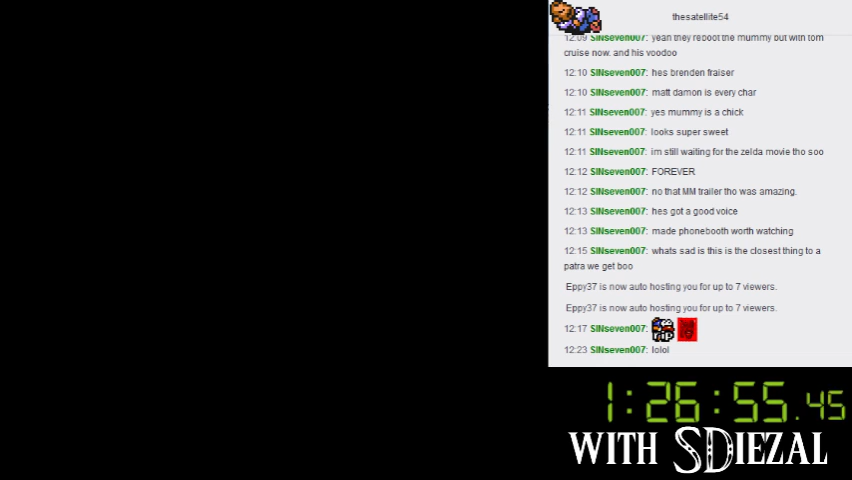 thesatellite54
12:09 SINseven007: yeah they reboot the mummy but with tom
cruise now. and his voodoo
12:10 SINseven007: hes brenden fraiser
12:10 SINseven007: matt damon is every char
12:11 SINseven007: yes mummy is a chick
12:11 SINseven007: looks super sweet
12:11 SINseven007: im still waiting for the zelda movie tho soo
12:12 SINseven007: FOREVER
12:12 SINseven007: no that MM trailer tho was amazing.
12:13 SINseven007: hes got a good voice
12:13 SINseven007: made phonebooth worth watching
12:15 SINseven007: whats sad is this is the closest thing to a
patra we get boo
Eppy37 is now auto hosting you for up to 7 viewers.
Eppy37 is now auto hosting you for up to 7 viewers.
12:17 SINseven007:
12:23 SINseven007: lolol
1:26:55.45
WITH SDIEZAL